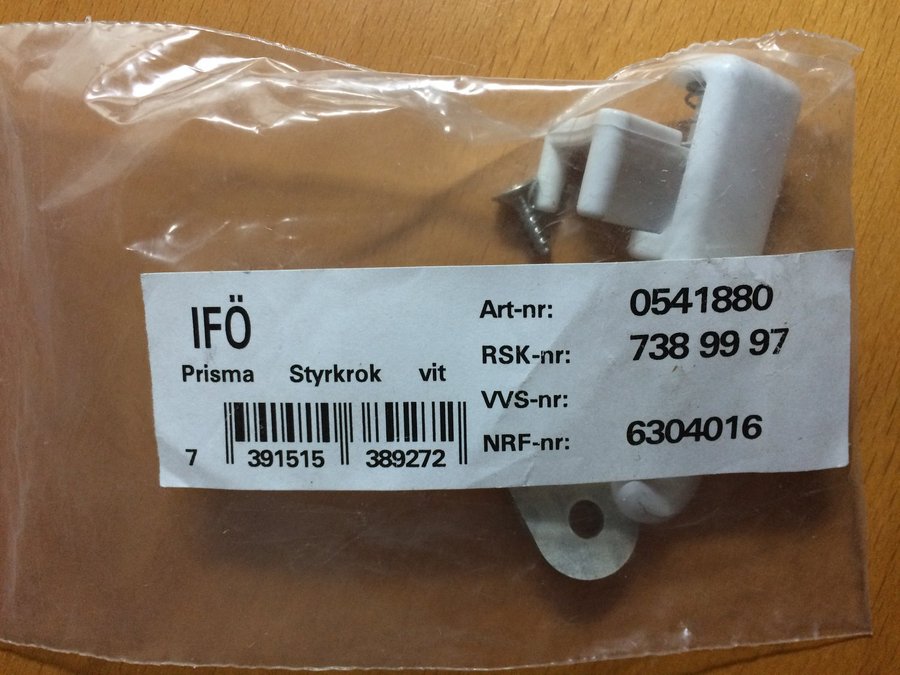 IFÖ
Prisma Styrkrok vit
7 391515 389272
Art-nr: 0541880
RSK-nr: 738 99 97
VVS-nr:
NRF-nr: 6304016